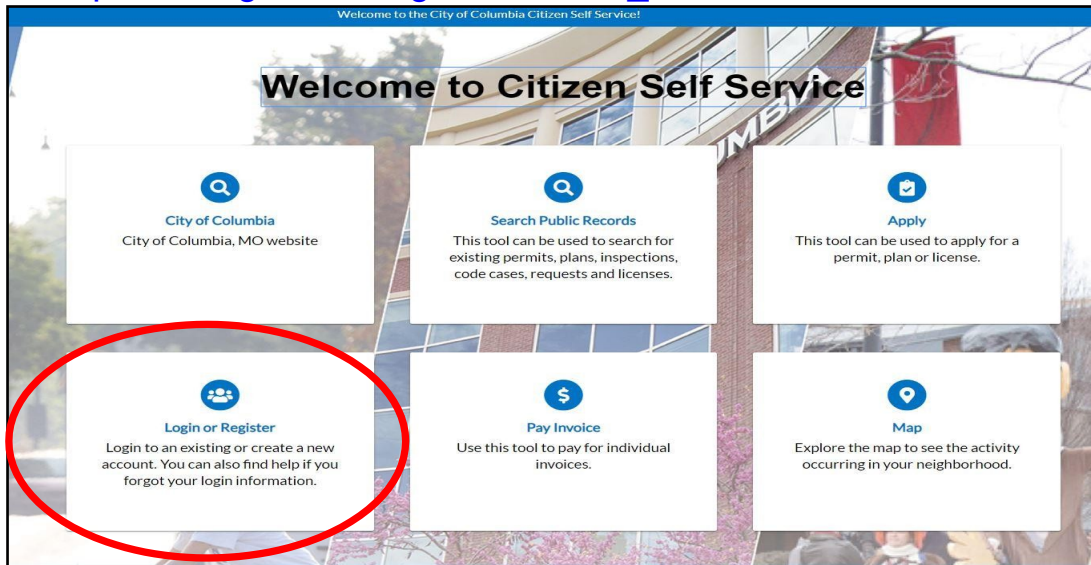 Welcome to the City of Columbia Citizen Self Service!
Welcome to Citizen Self Service
City of Columbia
City of Columbia, MO website
Search Public Records
This tool can be used to search for
existing permits, plans, inspections,
code cases, requests and licenses.
Apply
This tool can be used to apply for a
permit, plan or license.
Login or Register
Login to an existing or create a new
account. You can also find help if you
forgot your login information.
Pay Invoice
Use this tool to pay for individual
invoices.
Map
Explore the map to see the activity
occurring in your neighborhood.